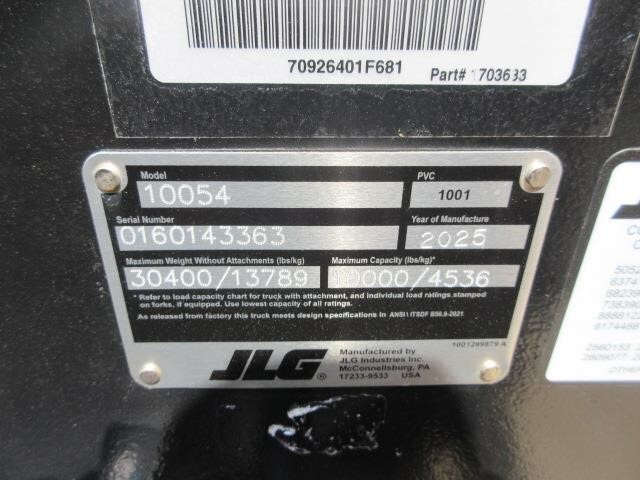 70926401F681
Part# 1703633
Model
10054
PVC
1001
Serial Number
0160143363
Year of Manufacture
2025
Maximum Weight Without Attachments (lbs/kg)
30400/13789
Maximum Capacity (lbs/kg)
10000/4536
* Refer to load capacity chart for truck with attachment, and individual load ratings stamped
on forks, if equipped. Use lowest capacity of all ratings.
As released from factory this truck meets design specifications in ANSI \ ITSDF B56.6-2021
1001299879 A
JLG®
Manufactured by
JLG Industries Inc.
McConnellsburg, PA
17233-9533 USA